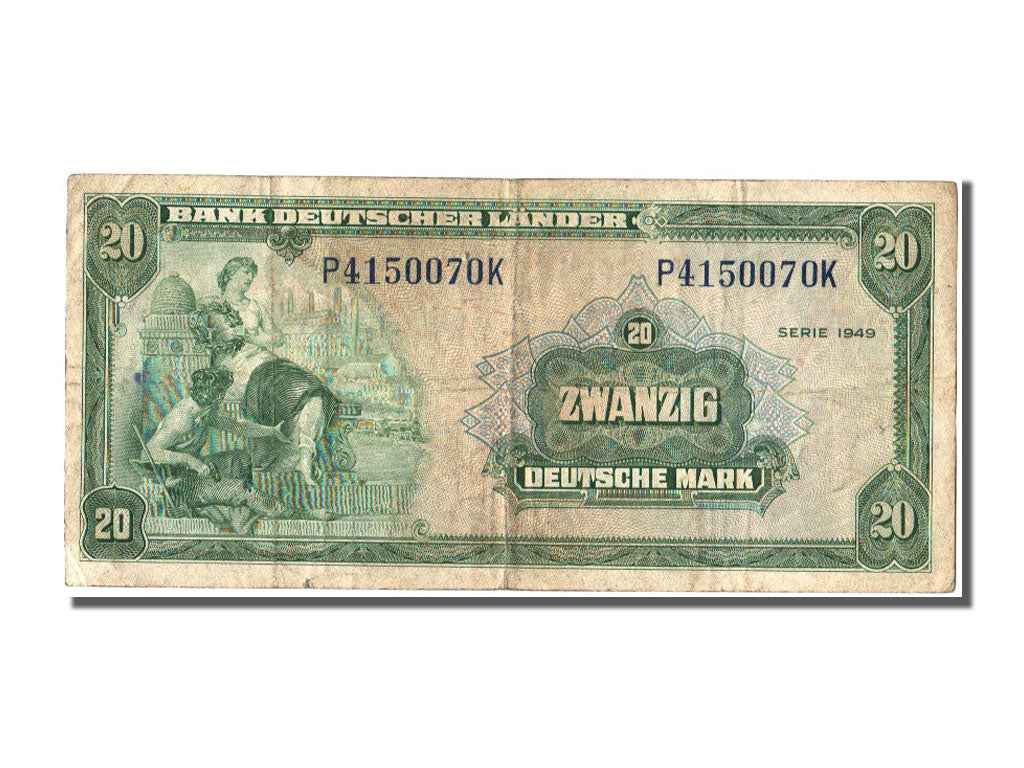 BANK DEUTSCHER LÄNDER
20 20
P4150070K P4150070K
20
SERIE 1949
ZWANZIG
DEUTSCHE MARK
20 20